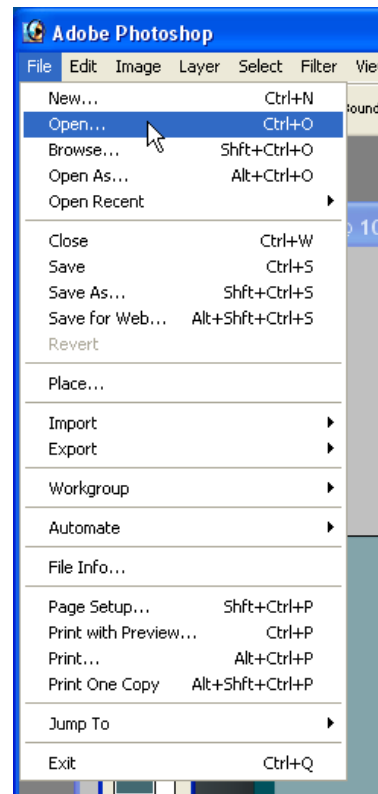 Adobe Photoshop
File Edit Image Layer Select Filter
New... Ctrl+N
Open... Ctrl+O
Browse... Shft+Ctrl+O
Open As... Alt+Ctrl+O
Open Recent
Close Ctrl+W
Save Ctrl+S
Save As... Shft+Ctrl+S
Save for Web... Alt+Shft+Ctrl+S
Revert
Place...
Import
Export
Workgroup
Automate
File Info...
Page Setup... Shft+Ctrl+P
Print with Preview... Ctrl+P
Print... Alt+Ctrl+P
Print One Copy Alt+Shft+Ctrl+P
Jump To
Exit Ctrl+Q